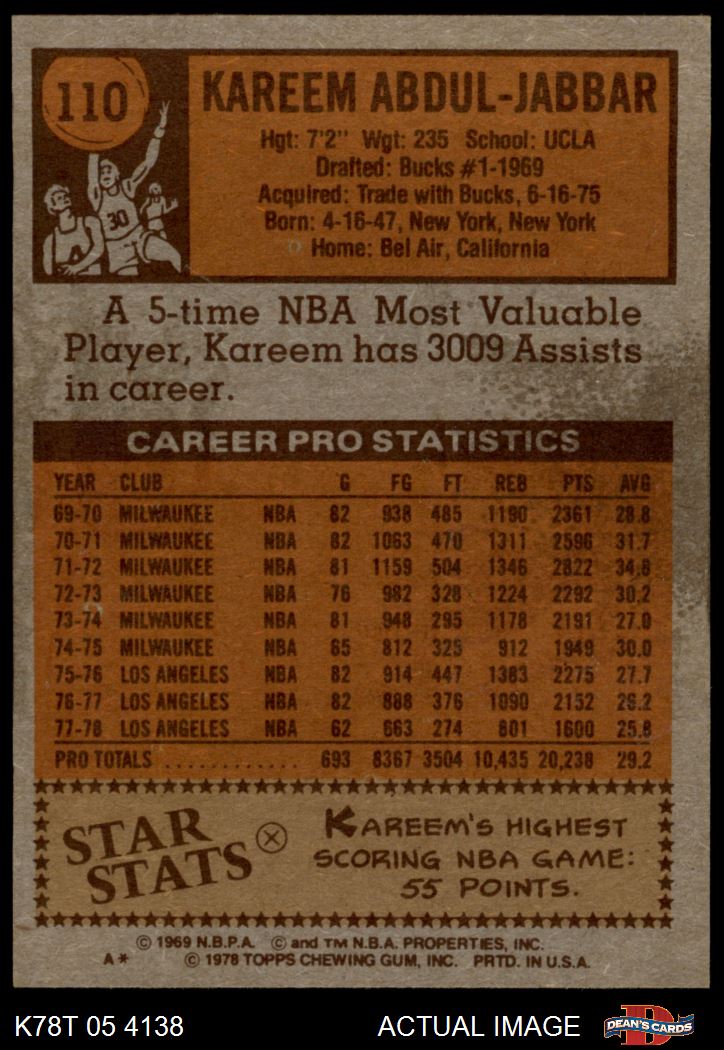 110
KAREEM ABDUL-JABBAR
Hgt: 7'2" Wgt: 235 School: UCLA
Drafted: Bucks #1-1969
Acquired: Trade with Bucks, 6-16-75
Born: 4-16-47, New York, New York
Home: Bel Air, California
30
A 5-time NBA Most Valuable
Player, Kareem has 3009 Assists
in career.
CAREER PRO STATISTICS
YEAR CLUB G FG FT REB PTS AVG
69-70 MILWAUKEE NBA 82 938 485 1190 2361 28.8
70-71 MILWAUKEE NBA 82 1063 470 1311 2596 31.7
71-72 MILWAUKEE NBA 81 1159 504 1346 2822 34.8
72-73 MILWAUKEE NBA 76 982 328 1224 2292 30.2
73-74 MILWAUKEE NBA 81 948 295 1178 2191 27.0
74-75 MILWAUKEE NBA 65 812 325 912 1949 30.0
75-76 LOS ANGELES NBA 82 914 447 1383 2275 27.7
76-77 LOS ANGELES NBA 82 888 376 1090 2152 26.2
77-78 LOS ANGELES NBA 62 663 274 801 1600 25.8
PRO TOTALS ............ 693 8367 3504 10,435 20,238 29.2
STAR STATS
KAREEM'S HIGHEST
SCORING NBA GAME:
55 POINTS.
© 1969 N.B.P.A. © and TM N.B.A. PROPERTIES, INC.
A* © 1978 TOPPS CHEWING GUM, INC. PRTD. IN U.S.A.
K78T 05 4138 ACTUAL IMAGE DEAN'S CARDS